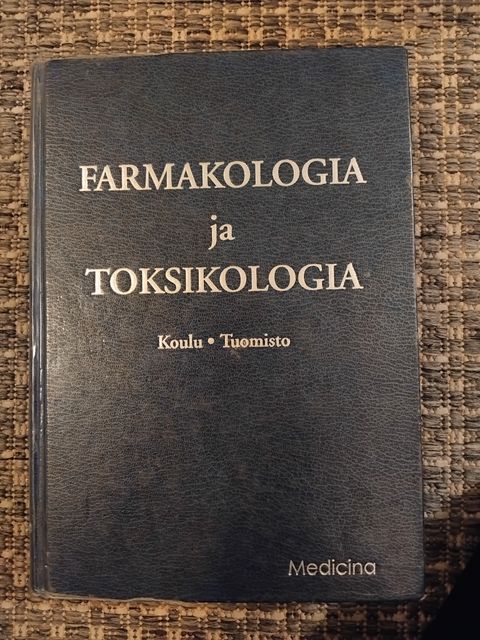 FARMAKOLOGIA
ja
TOKSIKOLOGIA
Koulu • Tuomisto
Medicina